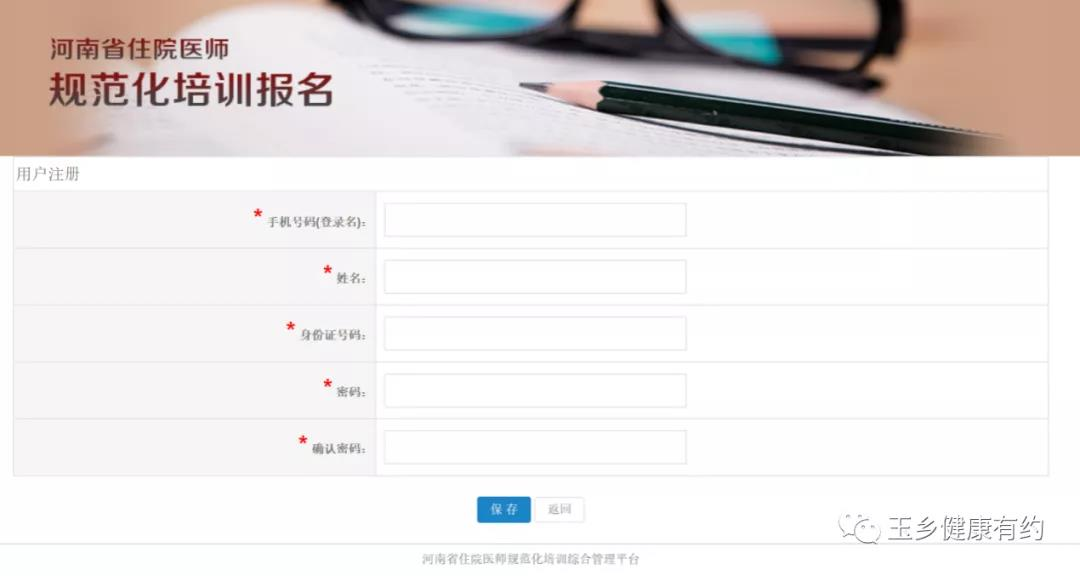 河南省住院医师
规范化培训报名
用户注册
* 手机号码(登录名):
* 姓名:
* 身份证号码:
* 密码:
* 确认密码:
保存 返回
玉乡健康有约
河南省住院医师规范化培训综合管理平台